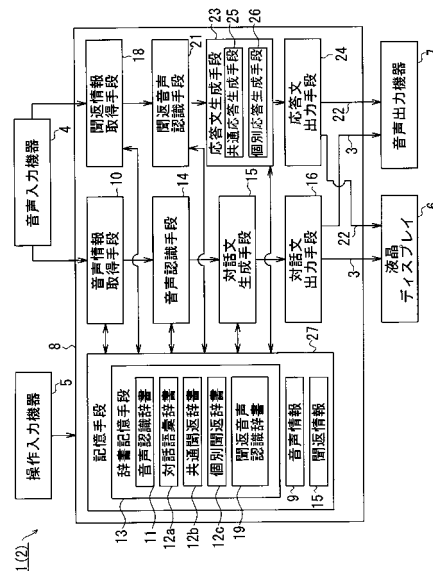 1(2)
操作入力機器
5
音声入力機器
4
8
記憶手段
辞書記憶手段
13
音声認識辞書
11
対話語彙辞書
12a
共通聞返辞書
12b
個別聞返辞書
12c
聞返音声
認識辞書
19
音声情報
9
聞返情報
15
27
音声情報
取得手段
10
音声認識手段
14
対話文
生成手段
15
対話文
出力手段
16
聞返情報
取得手段
18
聞返音声
認識手段
21
応答文生成手段
23
共通応答生成手段
25
個別応答生成手段
26
応答文
出力手段
24
22
3
22
3
液晶
ディスプレイ
6
音声出力機器
7